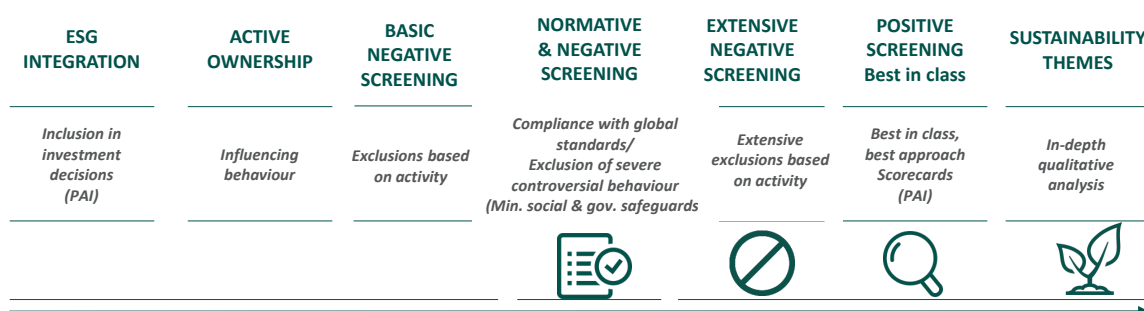 ESG
INTEGRATION
ACTIVE
OWNERSHIP
BASIC
NEGATIVE
SCREENING
NORMATIVE
& NEGATIVE
SCREENING
EXTENSIVE
NEGATIVE
SCREENING
POSITIVE
SCREENING
Best in class
SUSTAINABILITY
THEMES
Inclusion in
investment
decisions
(PAI)
Influencing
behaviour
Exclusions based
on activity
Compliance with global
standards/
Exclusion of severe
controversial behaviour
(Min. social & gov. safeguards
Extensive
exclusions based
on activity
Best in class,
best approach
Scorecards
(PAI)
In-depth
qualitative
analysis